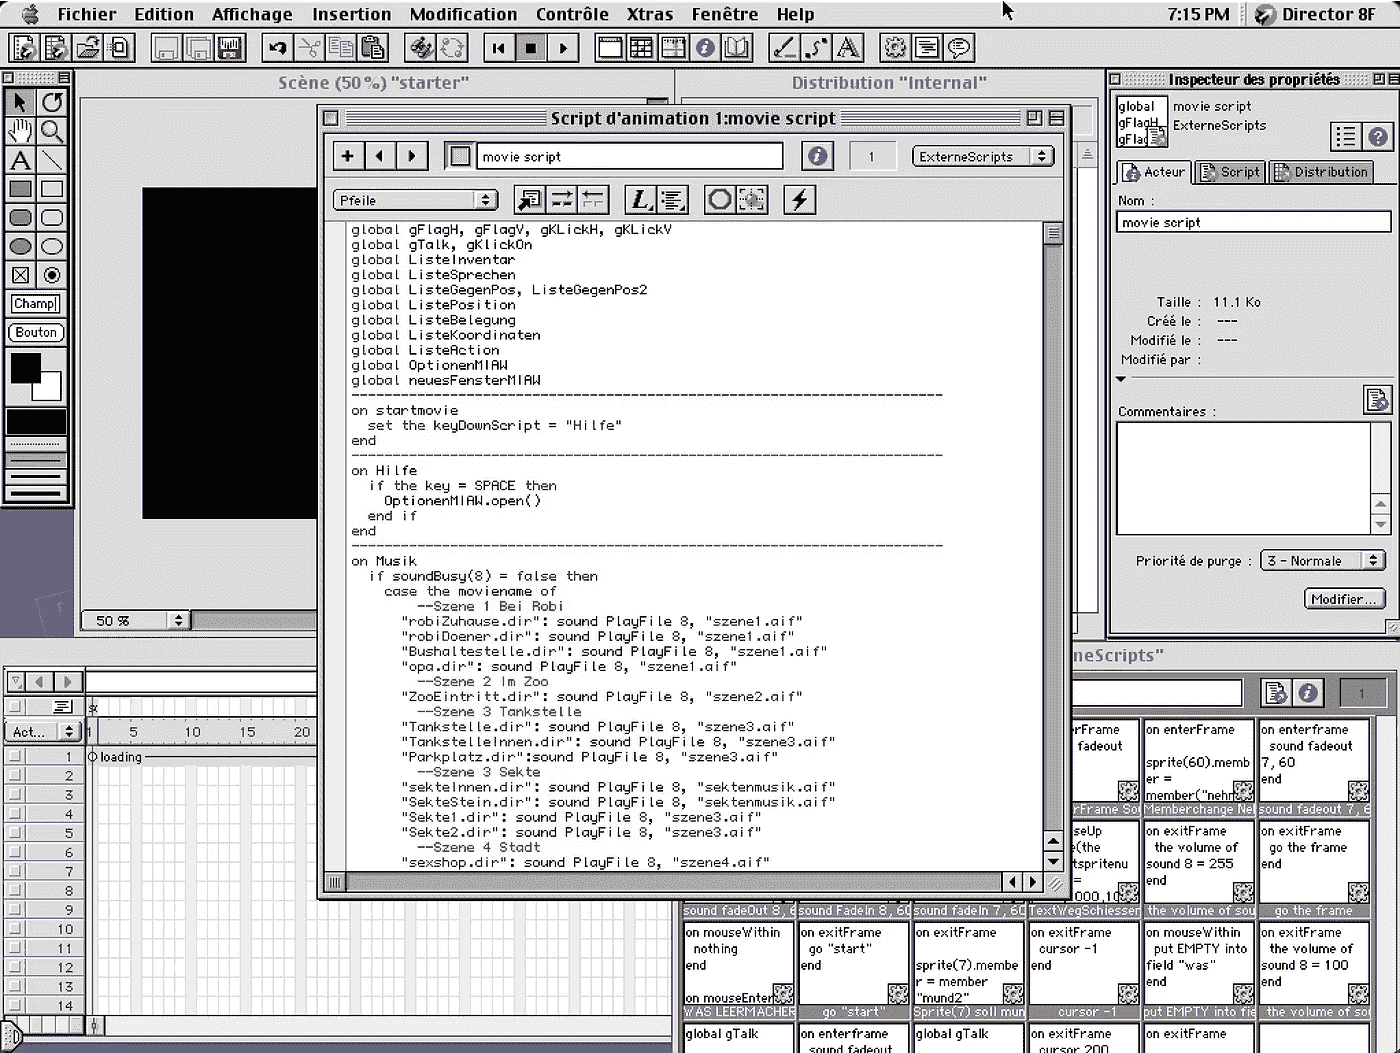 Fichier Edition Affichage Insertion Modification Contrôle Xtras Fenêtre Help 7:15 PM Director 8F
Scène (50%) "starter"
Distribution "Internal"
Inspecteur des propriétés
Script d'animation 1:movie script
movie script
1
ExterneScripts
Pfeile
global gFlagH, gFlagV, gKLickH, gKLickV
global gTalk, gKlickOn
global ListeInventar
global ListeSprechen
global ListeGegenPos, ListeGegenPos2
global ListePosition
global ListeBelegung
global ListeKoordinaten
global ListeAction
global OptionenMIAW
global neuesFensterMIAW
on startmovie
set the keyDownScript = "Hilfe"
end
on Hilfe
if the key = SPACE then
OptionenMIAW.open()
end if
end
on Musik
if soundBusy(8) = false then
case the moviename of
--Szene 1 Bei Robi
"robiZuhause.dir": sound PlayFile 8, "szene1.aif"
"robiDoener.dir": sound PlayFile 8, "szene1.aif"
"Bushaltestelle.dir": sound PlayFile 8, "szene1.aif"
"opa.dir": sound PlayFile 8, "szene1.aif"
--Szene 2 Im Zoo
"ZooEintritt.dir": sound PlayFile 8, "szene2.aif"
--Szene 3 Tankstelle
"Tankstelle.dir": sound PlayFile 8, "szene3.aif"
"TankstelleInnen.dir": sound PlayFile 8, "szene3.aif"
"Parkplatz.dir":sound PlayFile 8, "szene3.aif"
--Szene 3 Sekte
"sekteInnen.dir": sound PlayFile 8, "sektenmusik.aif"
"SekteStein.dir": sound PlayFile 8, "sektenmusik.aif"
"Sekte1.dir": sound PlayFile 8, "szene3.aif"
"Sekte2.dir": sound PlayFile 8, "szene3.aif"
--Szene 4 Stadt
"sexshop.dir": sound PlayFile 8, "szene4.aif"
global
gFlagH,
gFlag
movie script
ExterneScripts
Acteur Script Distribution
Nom :
movie script
Taille : 11.1 Ko
Créé le : ---
Modifié le : ---
Modifié par :
Commentaires :
Priorité de purge : 3 - Normale
Modifier...
A
Champ
Bouton
50 %
Act...
1 5 10 15 20
loading
1
2
3
4
5
6
7
8
9
10
11
12
13
14
neScripts"
1
rFrame
fadeout
rFrame So
on enterFrame
sprite(60).memb
er =
member("nehr
Memberchange Ne
on enterframe
sound fadeout
7, 60
end
sound fadeout 7, 6
seUp
(the
tspritenu
=
000,10
on exitFrame
the volume of
sound 8 = 255
end
on exitFrame
go the frame
end
sound fadeOut 8, 6
sound FadeIn 8, 60
sound fadeIn 7, 60
TextWegSchiessen
the volume of sou
go the frame
on mouseWithin
nothing
end
on mouseEnter
WAS LEERMACHER
on exitFrame
go "start"
end
go "start"
on exitFrame
sprite(7).membe
r = member
"mund2"
Sprite(7) soll mun
on exitFrame
cursor -1
end
cursor -1
on mouseWithin
put EMPTY into
field "was"
end
put EMPTY into fie
on exitFrame
the volume of
sound 8 = 100
end
the volume of sou
global gTalk
on enterframe
sound fadeout
global gTalk
on exitFrame
cursor 200
on exitFrame